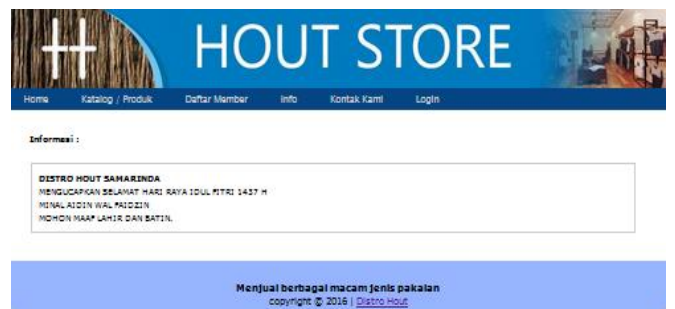 HOUT STORE
Home Katalog / Produk Daftar Member Info Kontak Kami Login
Informasi :
DISTRO HOUT SAMARINDA
MENGUCAPKAN SELAMAT HARI RAYA IDUL FITRI 1437 H
MINAL AIDIN WAL FAIDZIN
MOHON MAAF LAHIR DAN BATIN.
Menjual berbagai macam jenis pakaian
copyright © 2016 | Distro Hout